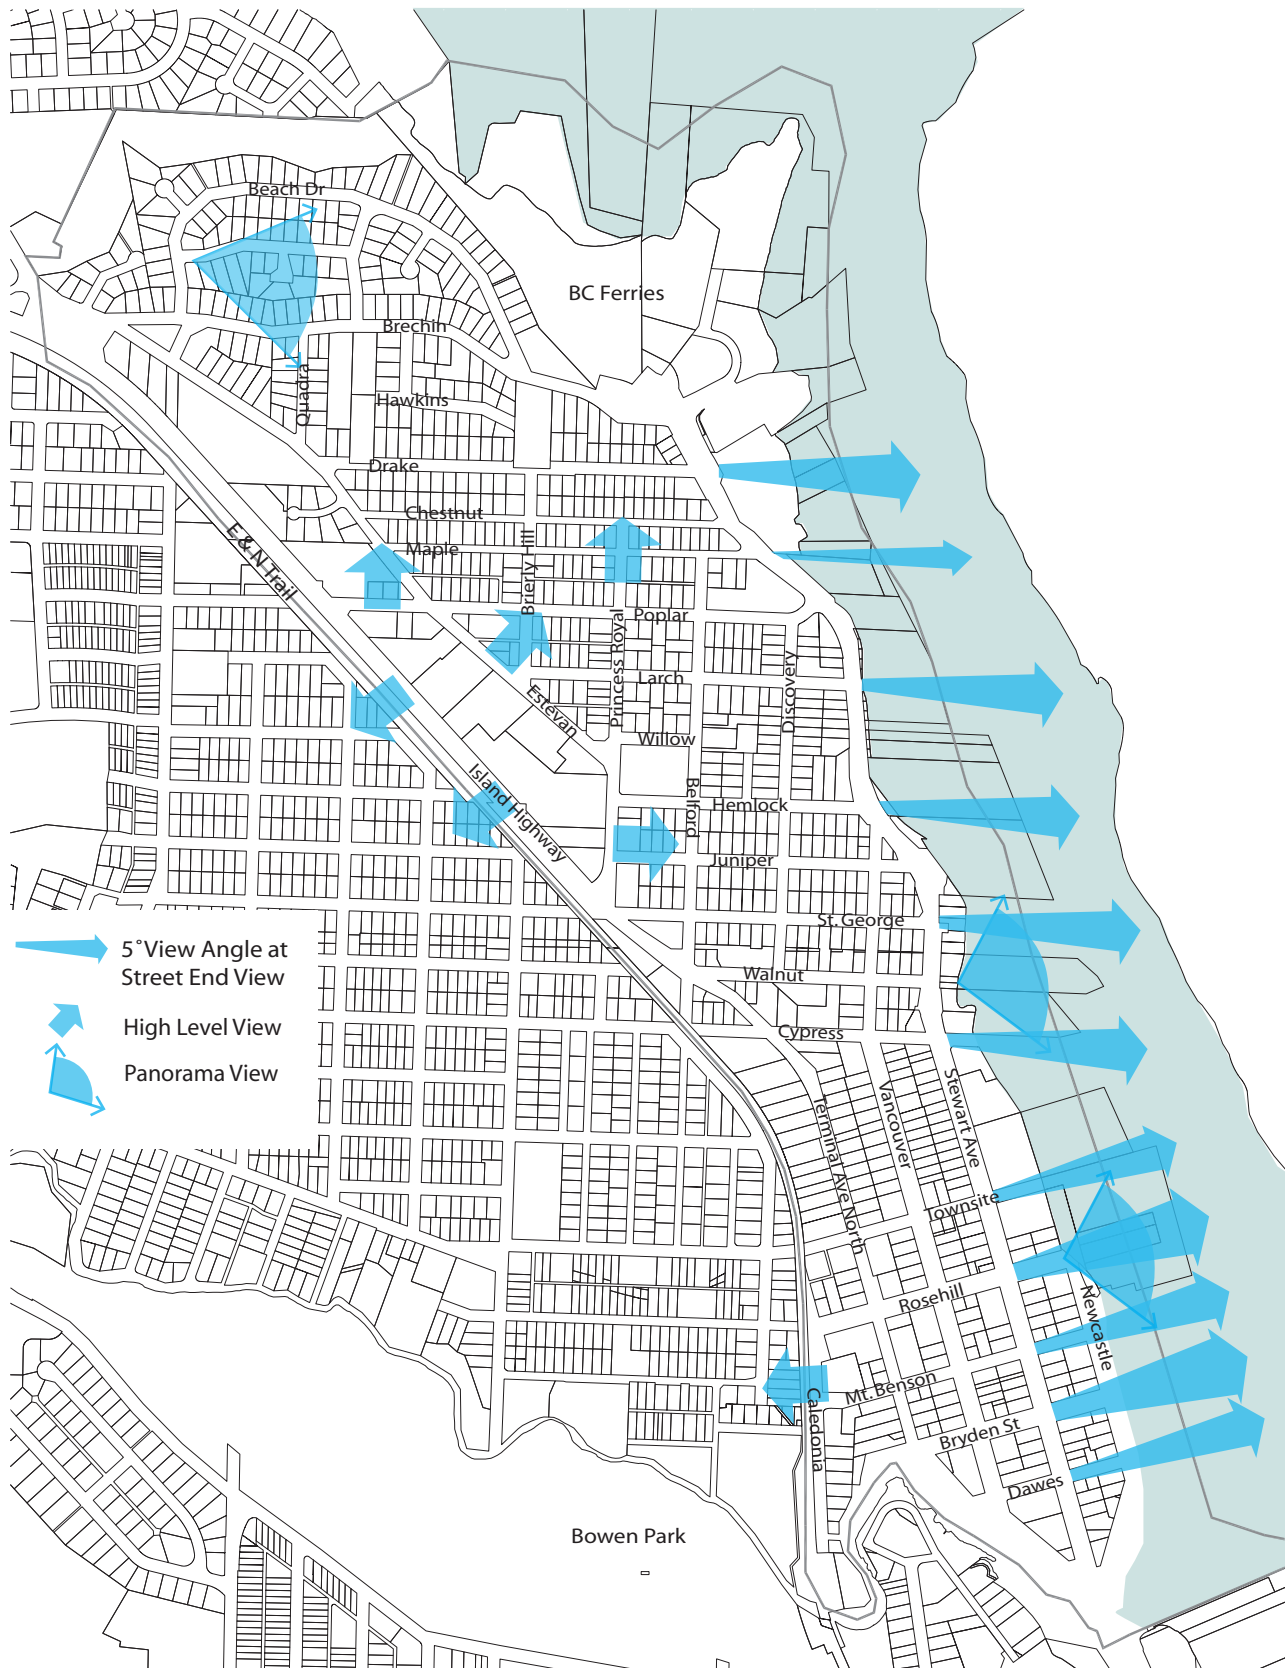 Beach Dr
BC Ferries
Brechin
Quadra
Hawkins
Drake
Chestnut
Maple
E & N Trail
Brierly Hill
Poplar
Princess Royal
Larch
Discovery
Estevan
Willow
Island Highway
Belford
Hemlock
Juniper
St. George
5˚View Angle at
Street End View
Walnut
High Level View
Cypress
Panorama View
Stewart Ave
Vancouver
Terminal Ave North
Townsite
Rosehill
Newcastle
Mt. Benson
Caledonia
Bryden St
Dawes
Bowen Park